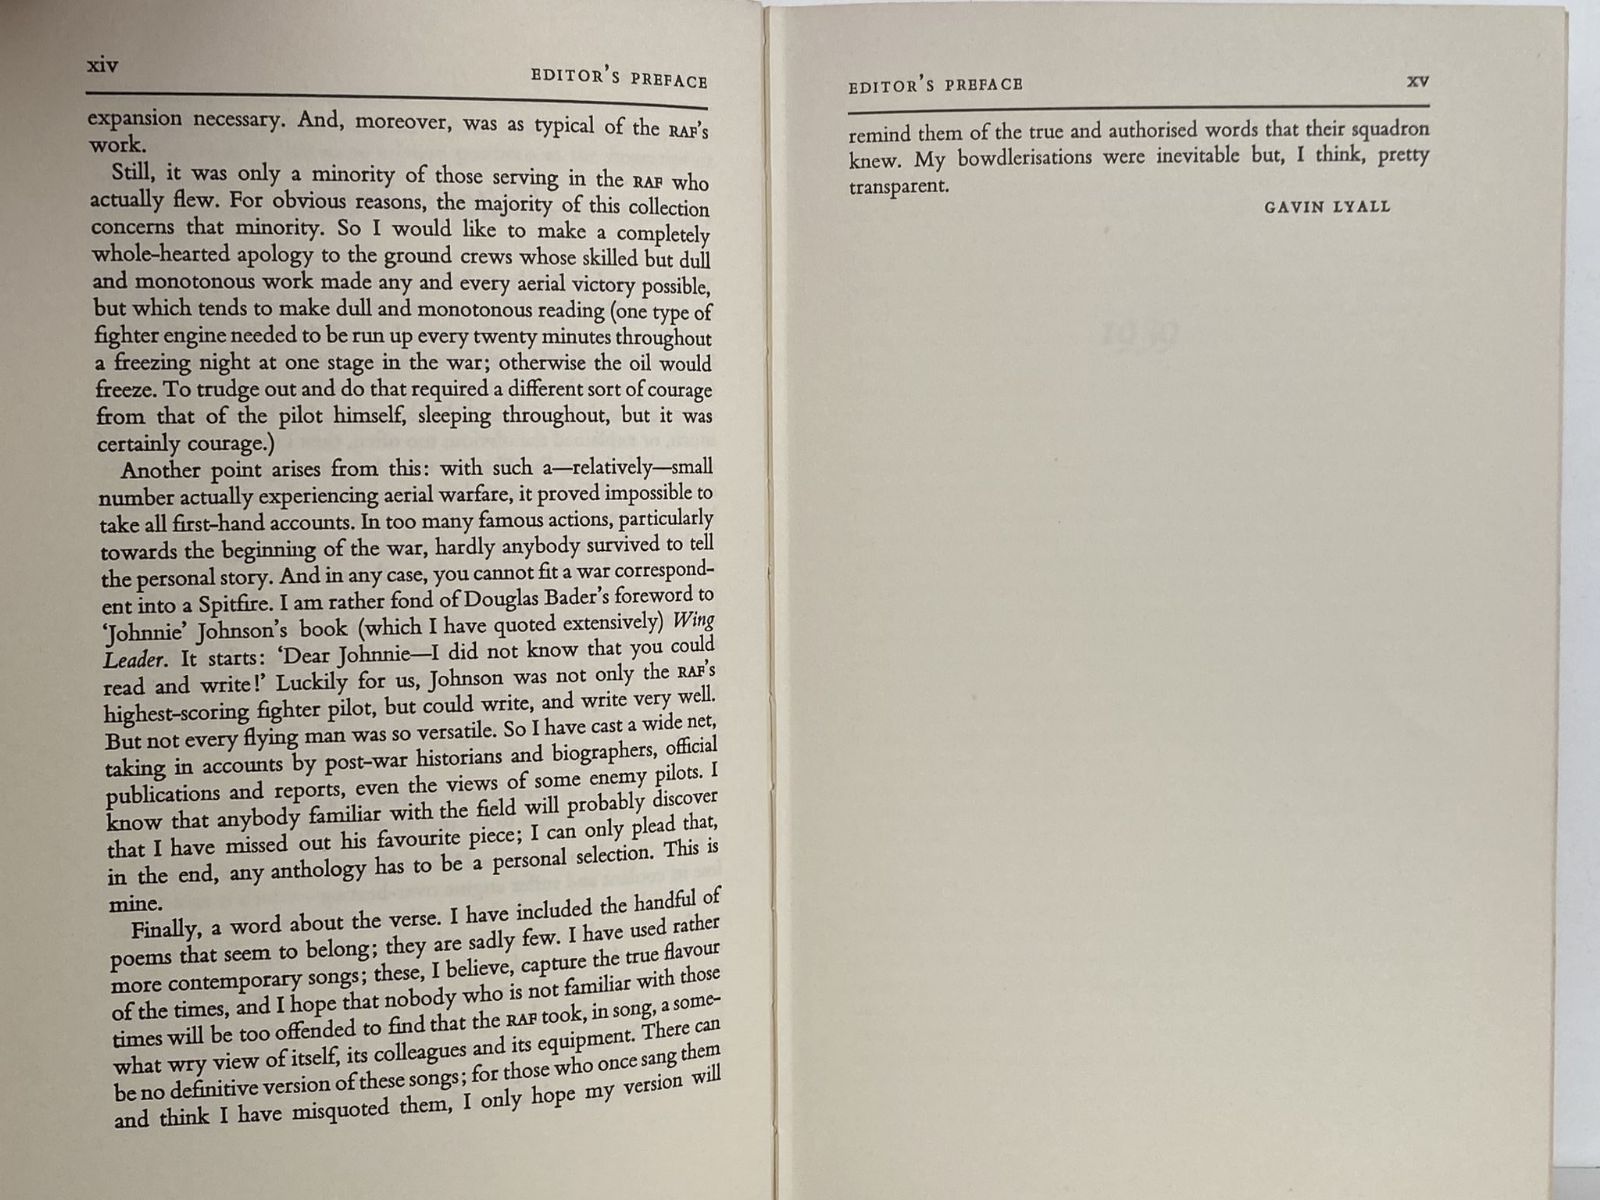 xiv
EDITOR'S PREFACE
expansion necessary. And, moreover, was as typical of the RAF's
work.
Still, it was only a minority of those serving in the RAF who
actually flew. For obvious reasons, the majority of this collection
concerns that minority. So I would like to make a completely
whole-hearted apology to the ground crews whose skilled but dull
and monotonous work made any and every aerial victory possible,
but which tends to make dull and monotonous reading (one type of
fighter engine needed to be run up every twenty minutes throughout
a freezing night at one stage in the war; otherwise the oil would
freeze. To trudge out and do that required a different sort of courage
from that of the pilot himself, sleeping throughout, but it was
certainly courage.)
Another point arises from this: with such a—relatively—small
number actually experiencing aerial warfare, it proved impossible to
take all first-hand accounts. In too many famous actions, particularly
towards the beginning of the war, hardly anybody survived to tell
the personal story. And in any case, you cannot fit a war correspond-
ent into a Spitfire. I am rather fond of Douglas Bader's foreword to
‘Johnnie’ Johnson's book (which I have quoted extensively) Wing
Leader. It starts: ‘Dear Johnnie—I did not know that you could
read and write!’ Luckily for us, Johnson was not only the RAF's
highest-scoring fighter pilot, but could write, and write very well.
But not every flying man was so versatile. So I have cast a wide net,
taking in accounts by post-war historians and biographers, official
publications and reports, even the views of some enemy pilots. I
know that anybody familiar with the field will probably discover
that I have missed out his favourite piece; I can only plead that,
in the end, any anthology has to be a personal selection. This is
mine.
Finally, a word about the verse. I have included the handful of
poems that seem to belong; they are sadly few. I have used rather
more contemporary songs; these, I believe, capture the true flavour
of the times, and I hope that nobody who is not familiar with those
times will be too offended to find that the RAF took, in song, a some-
what wry view of itself, its colleagues and its equipment. There can
be no definitive version of these songs; for those who once sang them
and think I have misquoted them, I only hope my version will
EDITOR'S PREFACE
xv
remind them of the true and authorised words that their squadron
knew. My bowdlerisations were inevitable but, I think, pretty
transparent.
GAVIN LYALL